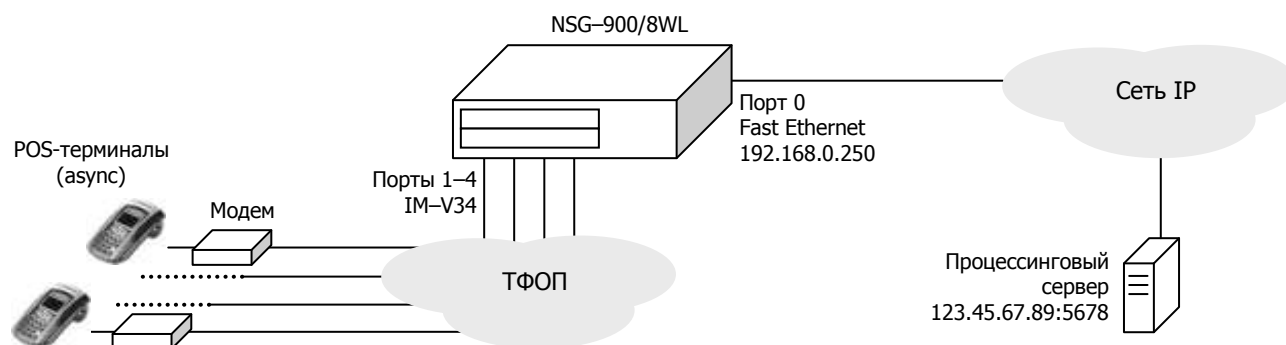 NSG–900/8WL
Сеть IP
Порт 0
Fast Ethernet
192.168.0.250
POS-терминалы
(async)
Порты 1–4
IM–V34
Модем
ТФОП
Процессинговый
сервер
123.45.67.89:5678